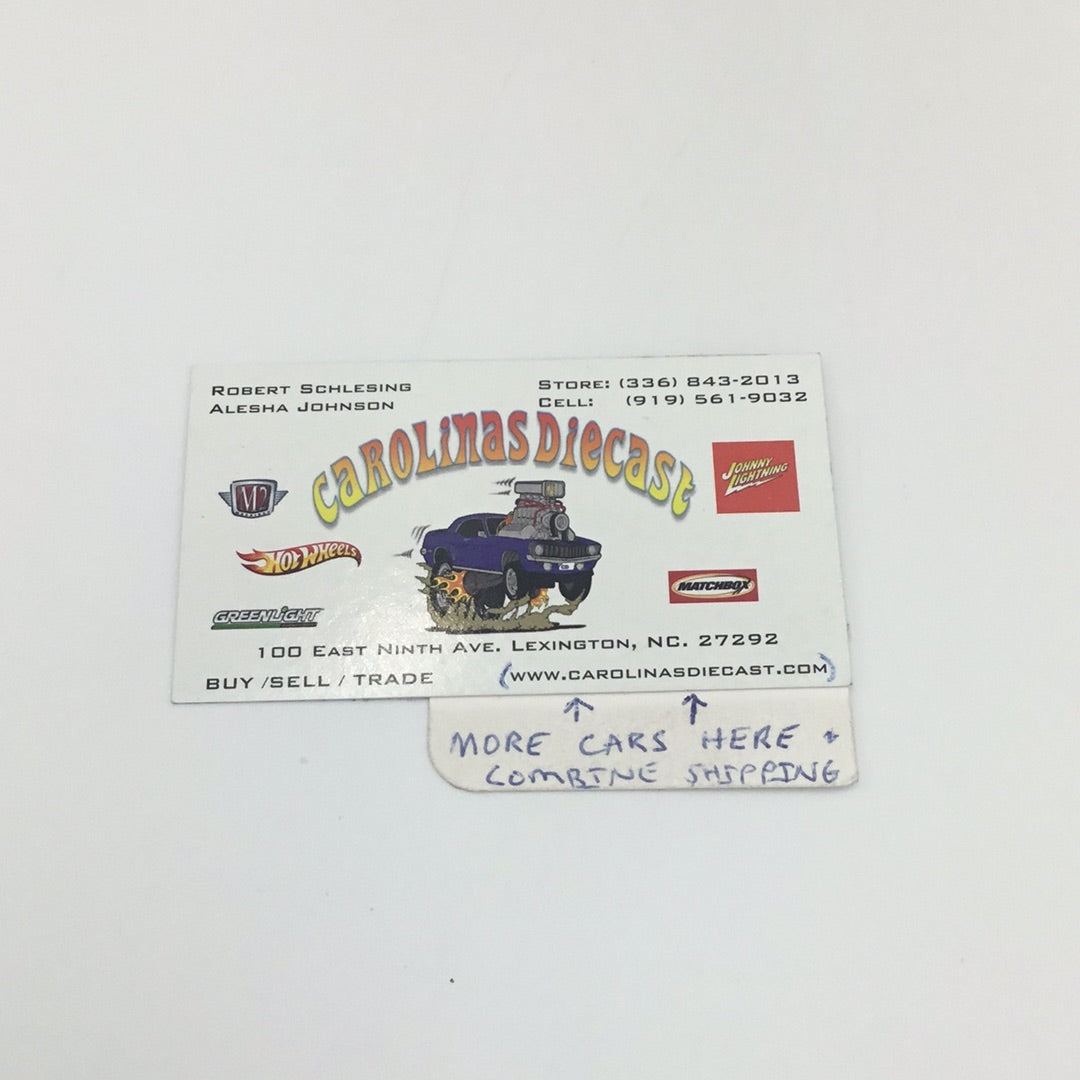 ROBERT SCHLESING
ALESHA JOHNSON
STORE: (336) 843-2013
CELL: (919) 561-9032
CAROLINAS DIECAST
M2
JOHNNY LIGHTNING
HOT WHEELS
MATCHBOX
GREENLIGHT
100 EAST NINTH AVE. LEXINGTON, NC. 27292
BUY /SELL / TRADE
(WWW.CAROLINASDIECAST.COM)
↑ ↑
MORE CARS HERE +
COMBINE SHIPPING